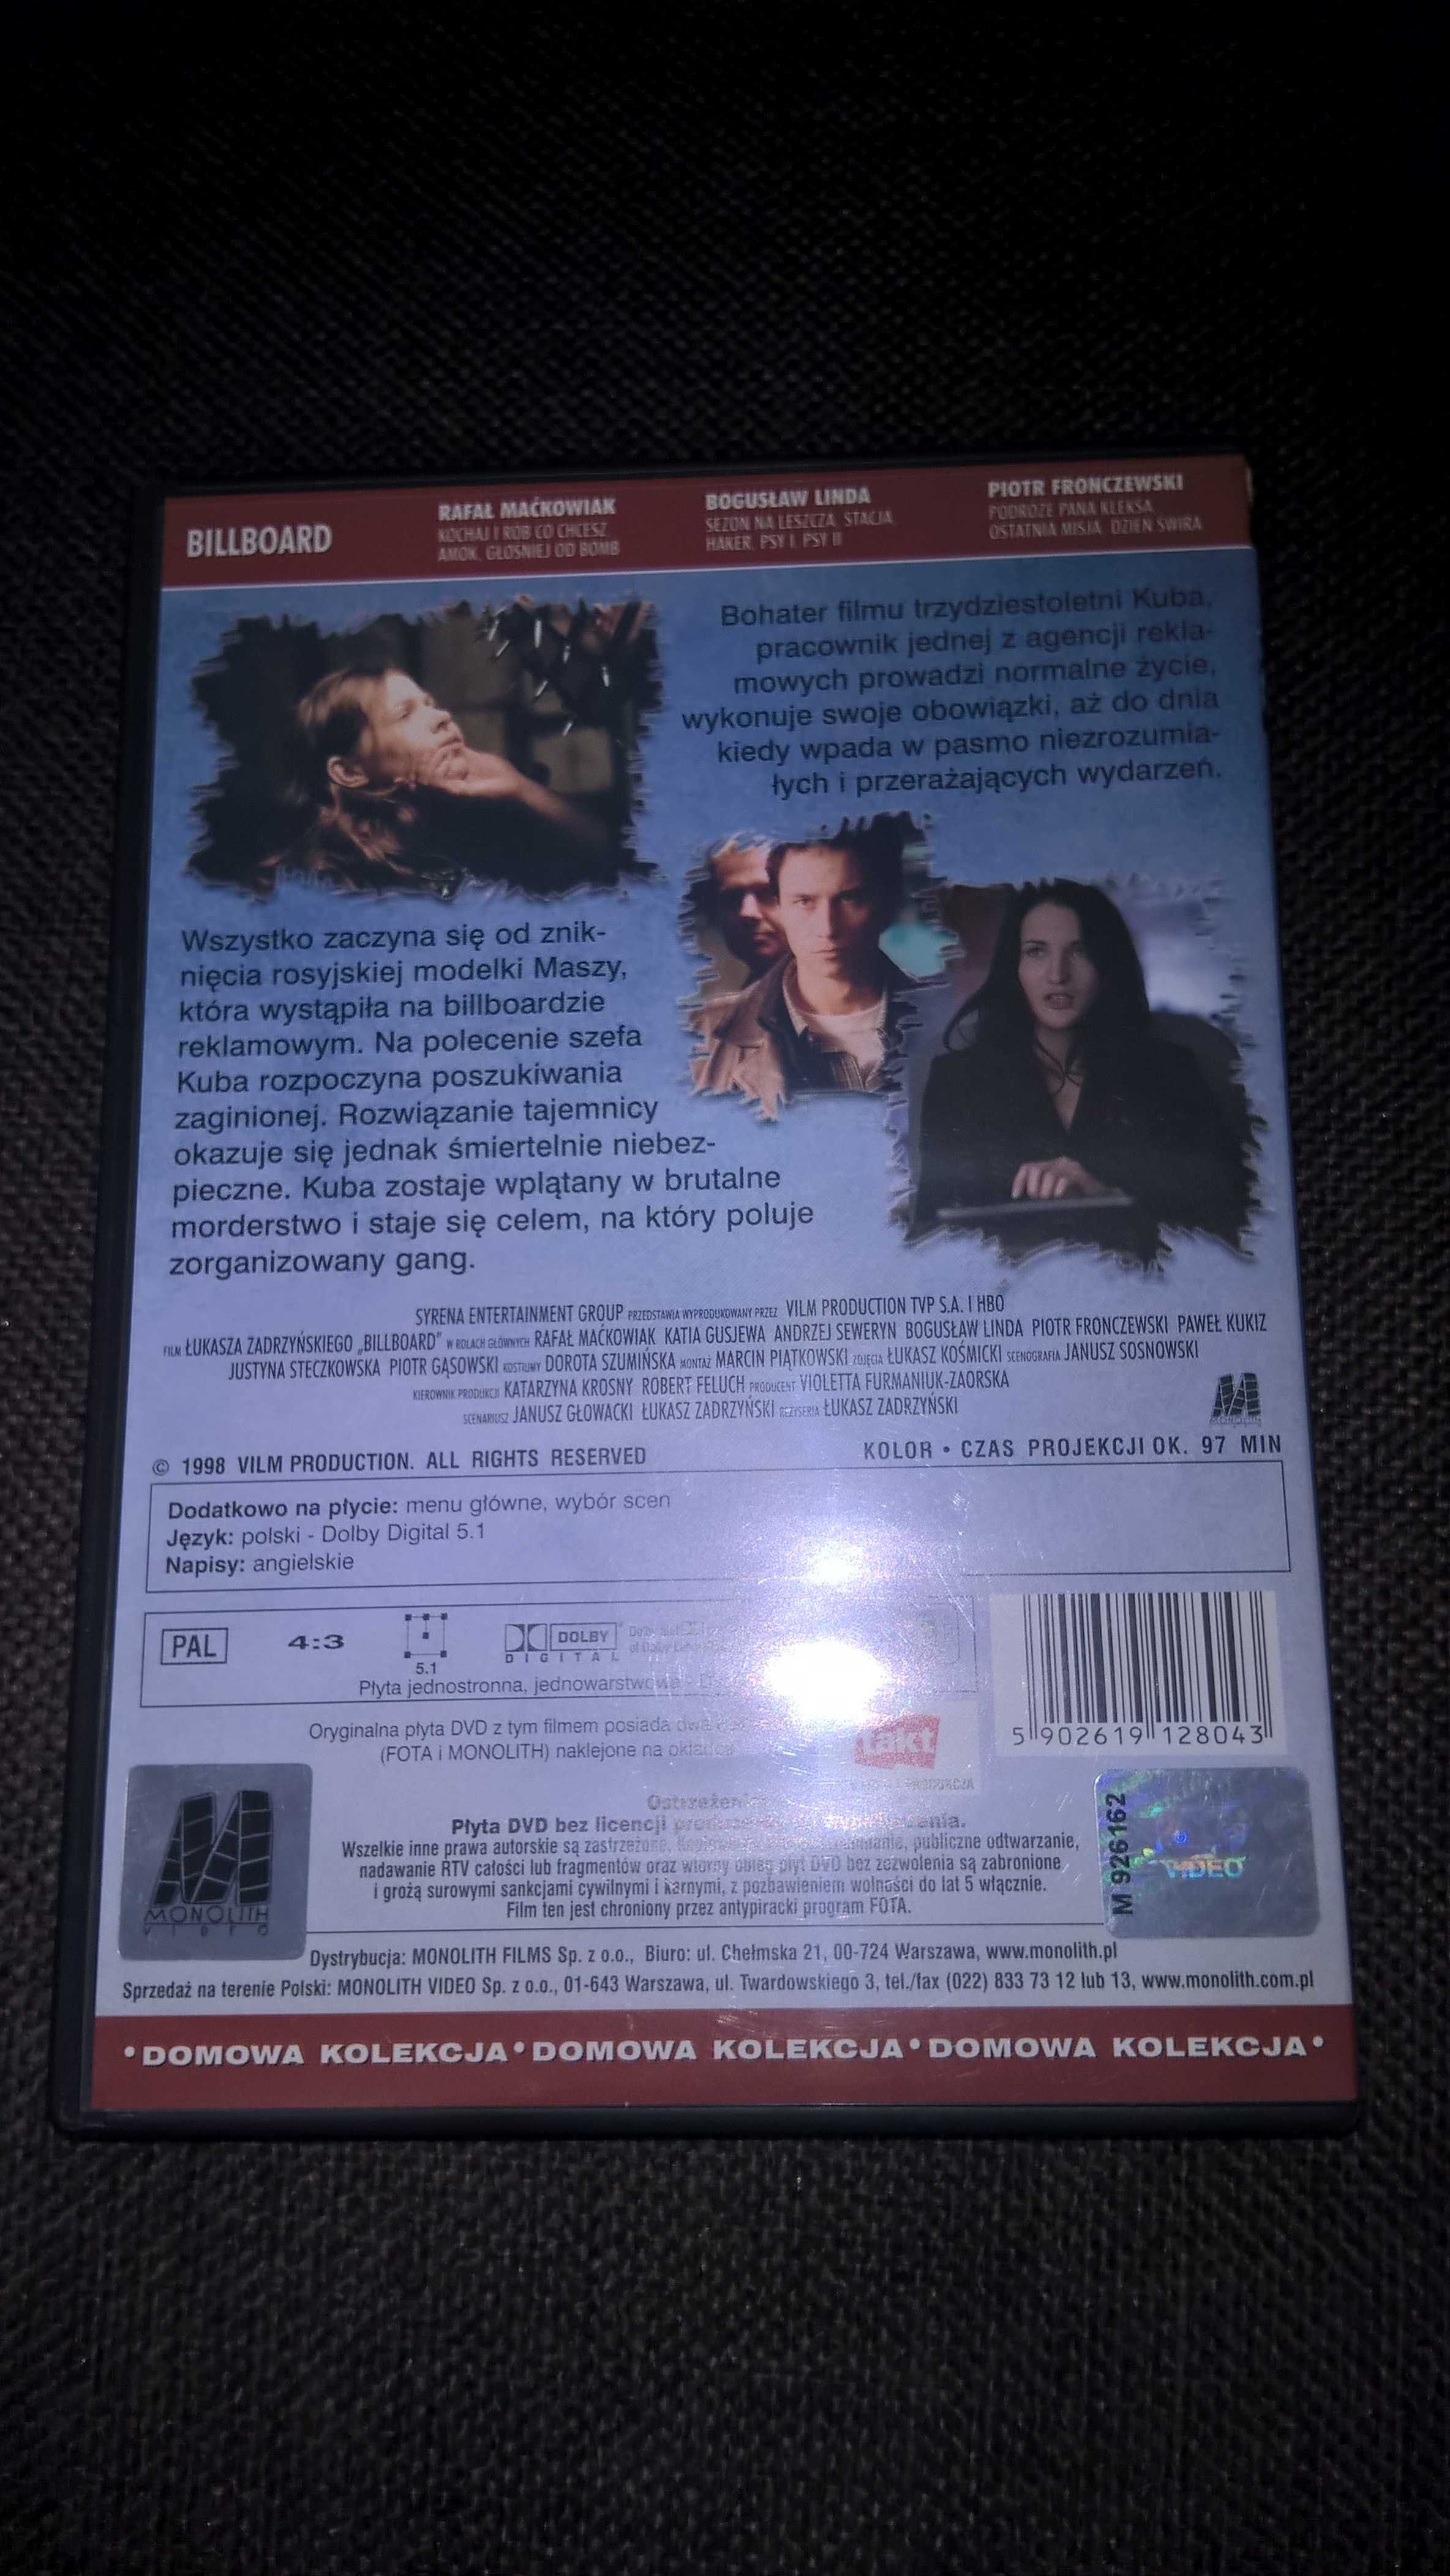 BILLBOARD
RAFAŁ MAĆKOWIAK
KOCHAJ I RÓB CO CHCESZ,
AMOK, GŁOŚNIEJ OD BOMB
BOGUSŁAW LINDA
SEZON NA LESZCZA, STACJA,
HAKER, PSY I, PSY II
PIOTR FRONCZEWSKI
PODRÓŻE PANA KLEKSA,
OSTATNIA MISJA, DZIEŃ ŚWIRA
Bohater filmu trzydziestoletni Kuba,
pracownik jednej z agencji rekla-
mowych prowadzi normalne życie,
wykonuje swoje obowiązki, aż do dnia
kiedy wpada w pasmo niezrozumia-
łych i przerażających wydarzeń.
Wszystko zaczyna się od znik-
nięcia rosyjskiej modelki Maszy,
która wystąpiła na billboardzie
reklamowym. Na polecenie szefa
Kuba rozpoczyna poszukiwania
zaginionej. Rozwiązanie tajemnicy
okazuje się jednak śmiertelnie niebez-
pieczne. Kuba zostaje wplątany w brutalne
morderstwo i staje się celem, na który poluje
zorganizowany gang.
SYRENA ENTERTAINMENT GROUP PRZEDSTAWIA WYPRODUKOWANY PRZEZ VILM PRODUCTION TVP S.A. I HBO
FILM ŁUKASZA ZADRZYŃSKIEGO „BILLBOARD” W ROLACH GŁÓWNYCH RAFAŁ MAĆKOWIAK KATIA GUSJEWA ANDRZEJ SEWERYN BOGUSŁAW LINDA PIOTR FRONCZEWSKI PAWEŁ KUKIZ
JUSTYNA STECZKOWSKA PIOTR GĄSOWSKI KOSTIUMY DOROTA SZUMIŃSKA MONTAŻ MARCIN PIĄTKOWSKI ZDJĘCIA ŁUKASZ KOŚMICKI SCENOGRAFIA JANUSZ SOSNOWSKI
KIEROWNIK PRODUKCJI KATARZYNA KROSNY ROBERT FELUCH PRODUCENT VIOLETTA FURMANIUK-ZAORSKA
SCENARIUSZ JANUSZ GŁOWACKI ŁUKASZ ZADRZYŃSKI REŻYSERIA ŁUKASZ ZADRZYŃSKI
© 1998 VILM PRODUCTION. ALL RIGHTS RESERVED
KOLOR • CZAS PROJEKCJI OK. 97 MIN
Dodatkowo na płycie: menu główne, wybór scen
Język: polski - Dolby Digital 5.1
Napisy: angielskie
PAL
4:3
5.1
DOLBY
DIGITAL
Płyta jednostronna, jednowarstwowa -
Oryginalna płyta DVD z tym filmem posiada dwa
(FOTA i MONOLITH) naklejone na okładce
takt
5 902619 128043
Ostrzeżenie
Płyta DVD bez licencji
Wszelkie inne prawa autorskie są zastrzeżone, publiczne odtwarzanie,
nadawanie RTV całości lub fragmentów oraz wtórny obieg płyt DVD bez zezwolenia są zabronione
i grożą surowymi sankcjami cywilnymi i karnymi, z pozbawieniem wolności do lat 5 włącznie.
Film ten jest chroniony przez antypiracki program FOTA.
MONOLITH
VIDEO
M 926162
VIDEO
Dystrybucja: MONOLITH FILMS Sp. z o.o., Biuro: ul. Chełmska 21, 00-724 Warszawa, www.monolith.pl
Sprzedaż na terenie Polski: MONOLITH VIDEO Sp. z o.o., 01-643 Warszawa, ul. Twardowskiego 3, tel./fax (022) 833 73 12 lub 13, www.monolith.com.pl
•DOMOWA KOLEKCJA•DOMOWA KOLEKCJA•DOMOWA KOLEKCJA•